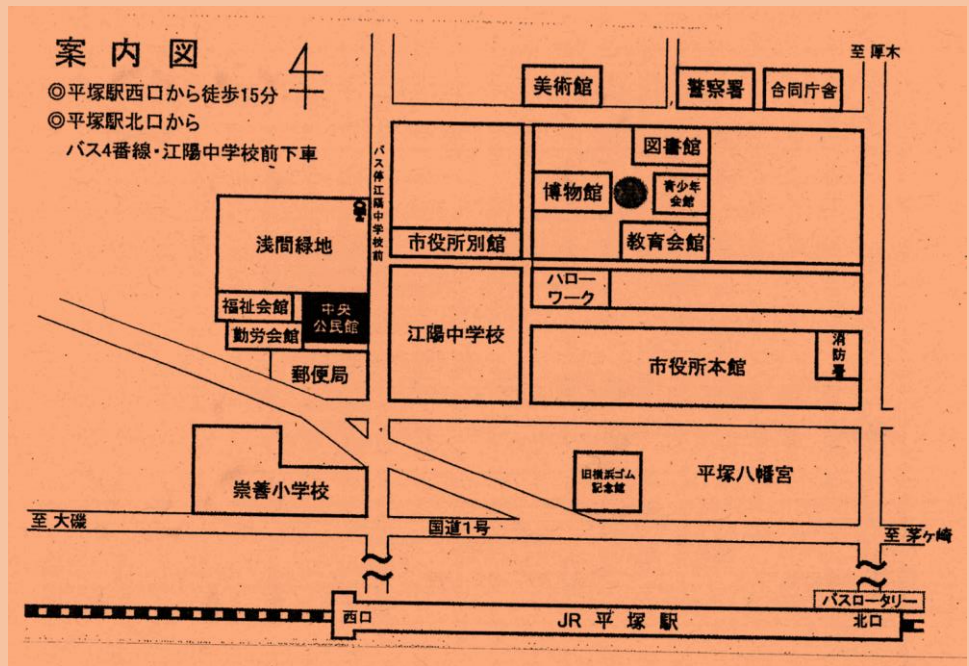 案内図
◎平塚駅西口から徒歩15分
◎平塚駅北口から
バス4番線・江陽中学校前下車
至 厚木
美術館
警察署
合同庁舎
図書館
博物館
青少年
会館
教育会館
バス停江陽中学校前
浅間緑地
市役所別館
ハロー
ワーク
福祉会館
中央
公民館
勤労会館
郵便局
江陽中学校
市役所本館
消防署
崇善小学校
旧横浜ゴム
記念館
平塚八幡宮
至 大磯
国道1号
至 茅ヶ崎
バスロータリー
西口
JR 平塚駅
北口